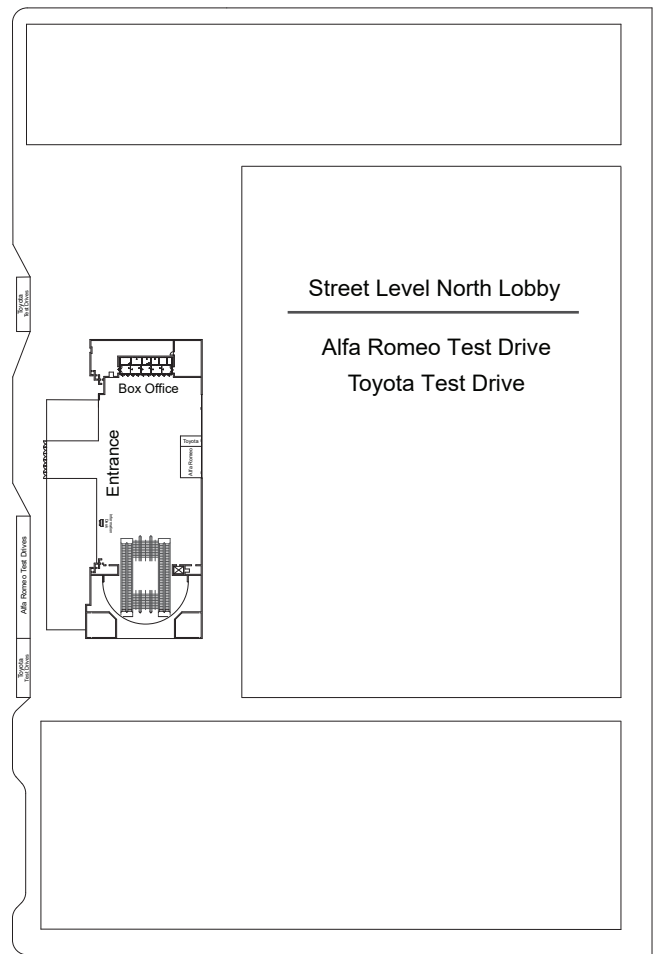 Street Level North Lobby
Alfa Romeo Test Drive
Toyota Test Drive
Toyota
Test Drives
Box Office
Entrance
Toyota
Alfa Romeo
Alfa Romeo Test Drives
Toyota
Test Drives